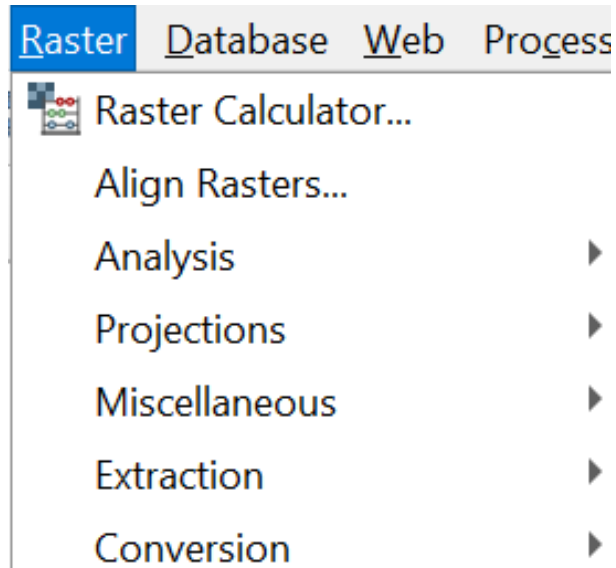 Raster Database Web Process
Raster Calculator...
Align Rasters...
Analysis
Projections
Miscellaneous
Extraction
Conversion